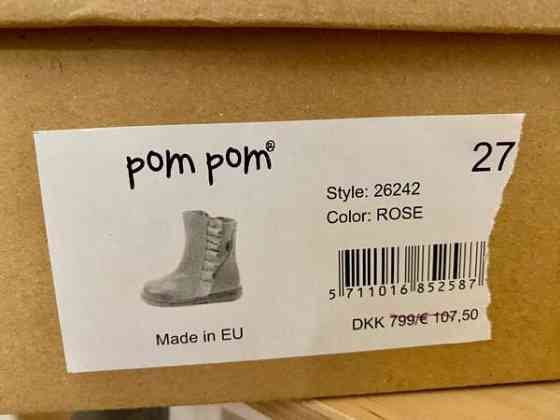 pom pom®
27
Style: 26242
Color: ROSE
5 711016 852587
Made in EU
DKK 799/€ 107,50